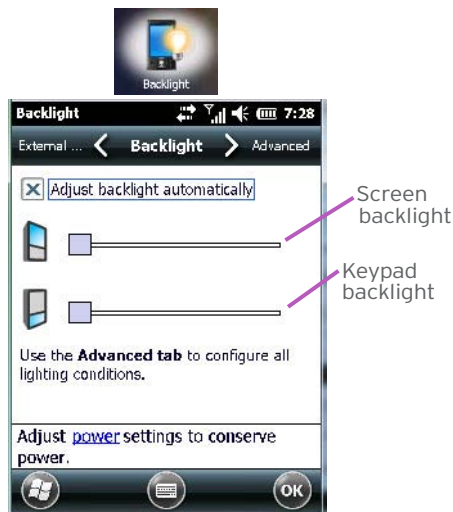 Backlight
Backlight 7:28
External ... Backlight Advanced
Adjust backlight automatically
Screen
backlight
Keypad
backlight
Use the Advanced tab to configure all
lighting conditions.
Adjust power settings to conserve
power.
OK